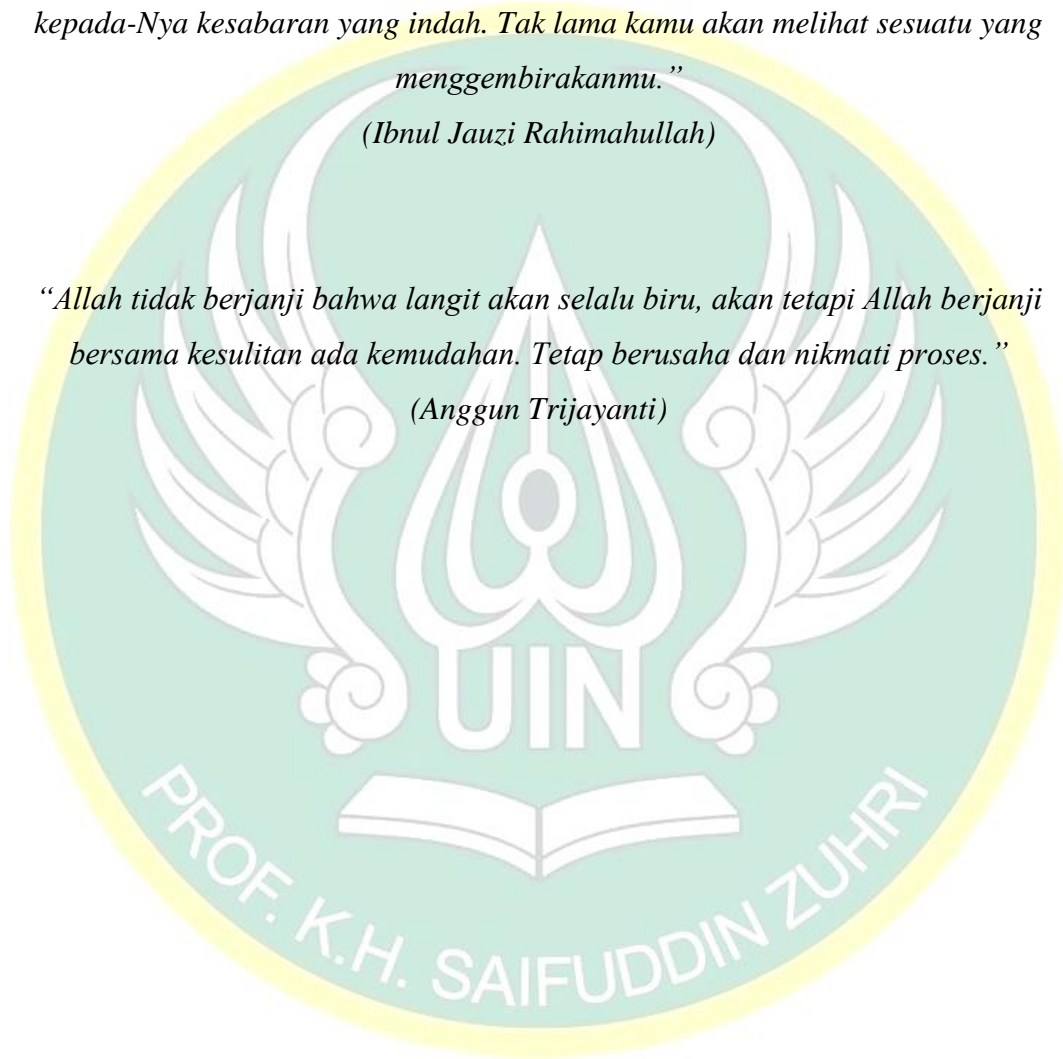 kepada-Nya kesabaran yang indah. Tak lama kamu akan melihat sesuatu yang
menggembirakanmu.”
(Ibnul Jauzi Rahimahullah)
“Allah tidak berjanji bahwa langit akan selalu biru, akan tetapi Allah berjanji
bersama kesulitan ada kemudahan. Tetap berusaha dan nikmati proses.”
(Anggun Trijayanti)
UIN
PROF. K.H. SAIFUDDIN ZUHRI